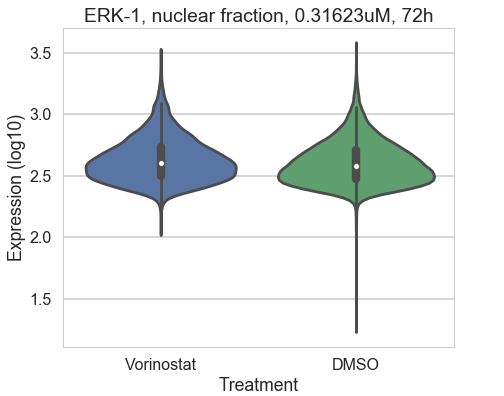 ERK-1, nuclear fraction, 0.31623uM, 72h
Expression (log10)
3.5
3.0
2.5
2.0
1.5
Vorinostat
DMSO
Treatment